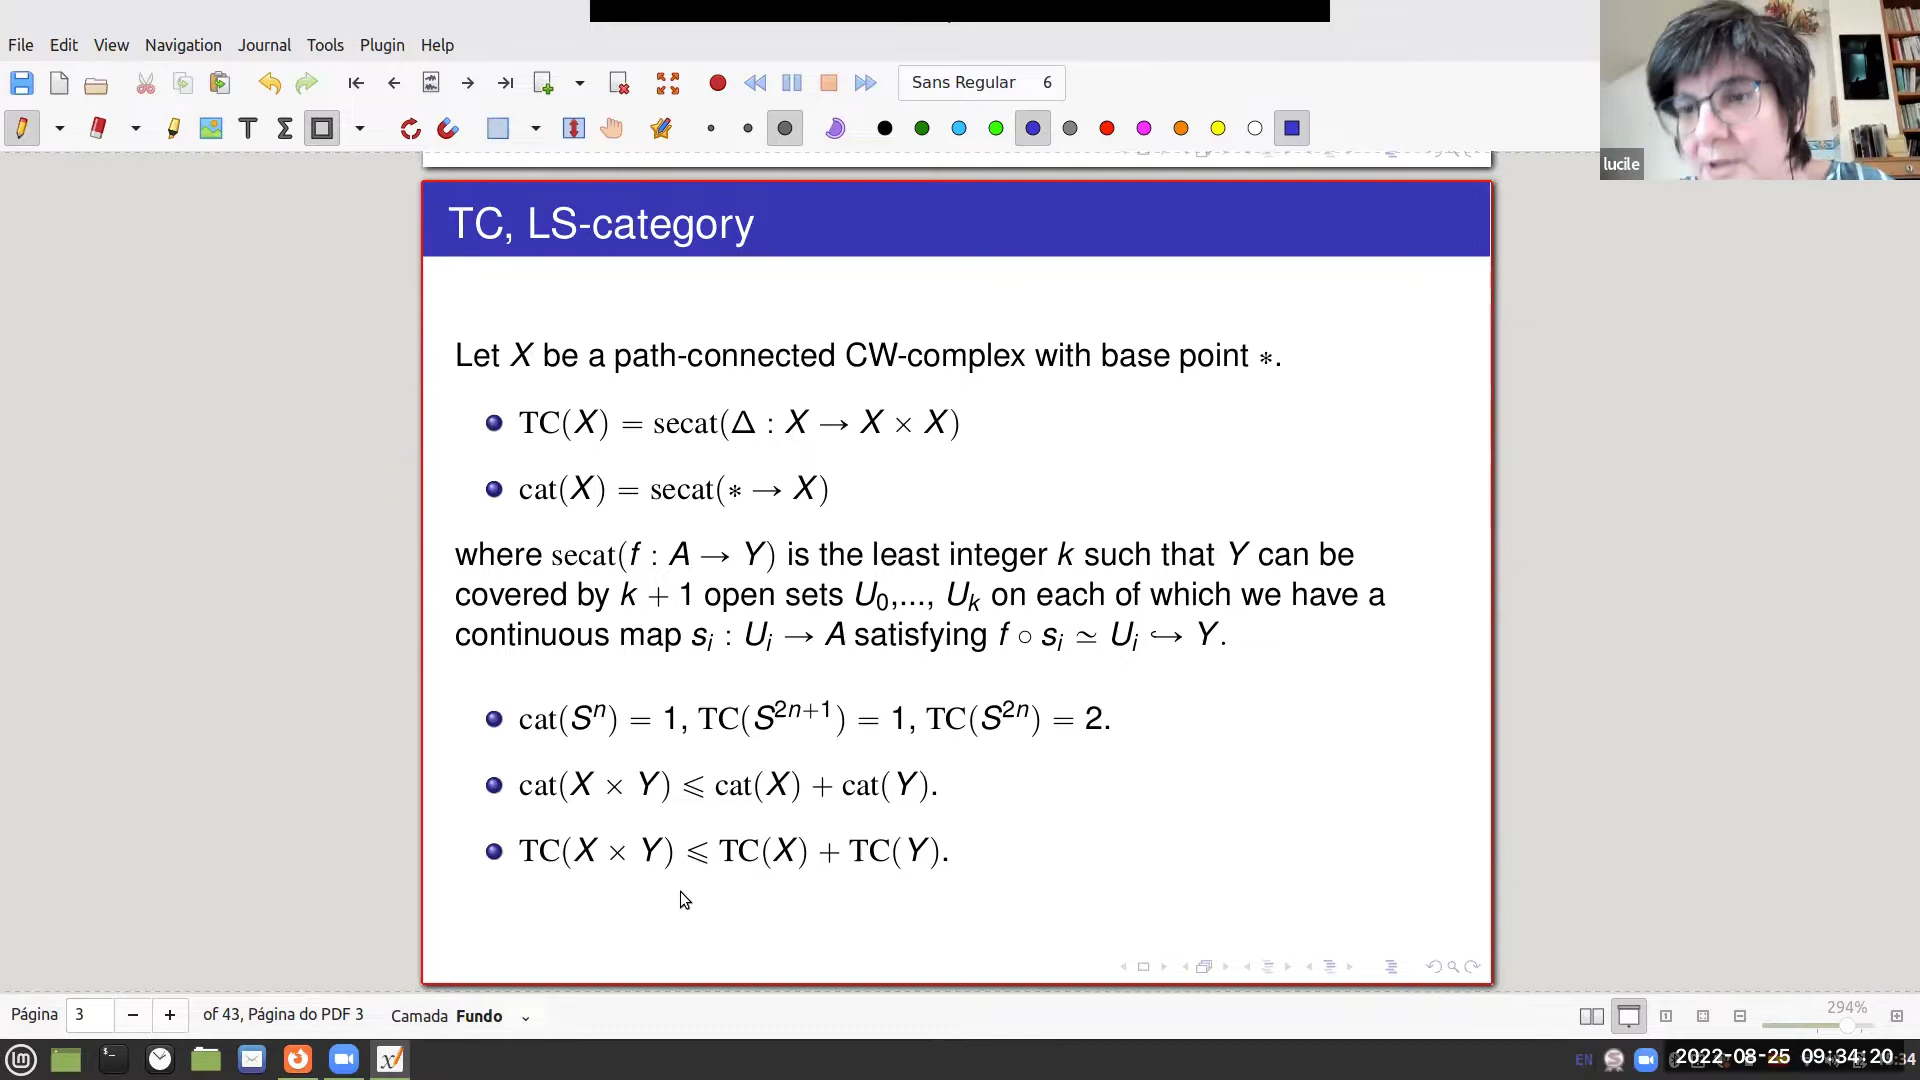 File Edit View Navigation Journal Tools Plugin Help
Sans Regular 6
lucile
TC, LS-category
Let X be a path-connected CW-complex with base point ∗.
TC(X) = secat(Δ : X → X × X)
cat(X) = secat(∗ → X)
where secat(f : A → Y) is the least integer k such that Y can be
covered by k + 1 open sets U₀,..., Uₖ on each of which we have a
continuous map sᵢ : Uᵢ → A satisfying f ∘ sᵢ ≃ Uᵢ ↪ Y.
cat(Sⁿ) = 1, TC(S²ⁿ⁺¹) = 1, TC(S²ⁿ) = 2.
cat(X × Y) ⩽ cat(X) + cat(Y).
TC(X × Y) ⩽ TC(X) + TC(Y).
Página 3 − + of 43, Página do PDF 3 Camada Fundo 294%
EN 2022-08-25 09:34:20